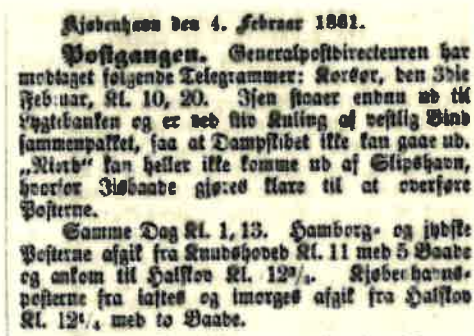 Kjøbenhavn den 4. Februar 1881.
Postgangen. Generalpostdirecteuren har
modtaget følgende Telegrammer: Korsør, den 3die
Februar, Kl. 10, 20. Isen staaer endnu ud til
Lygtebanken og er ved stiv Kuling af vestlig Vind
sammenpakket, saa at Dampskibet ikke kan gaae ud.
„Niord“ kan heller ikke komme ud af Slipshavn,
hvorfor Isbaade gjøres klare til at overføre
Posterne.
Samme Dag Kl. 1, 13. Hamborg- og jydske
Posterne afgik fra Knudshoved Kl. 11 med 5 Baade
og ankom til Halskov Kl. 12³/₄. Kjøbenhavns-
posterne fra iaftes og imorges afgik fra Halskov
Kl. 12¹/₄ med to Baade.